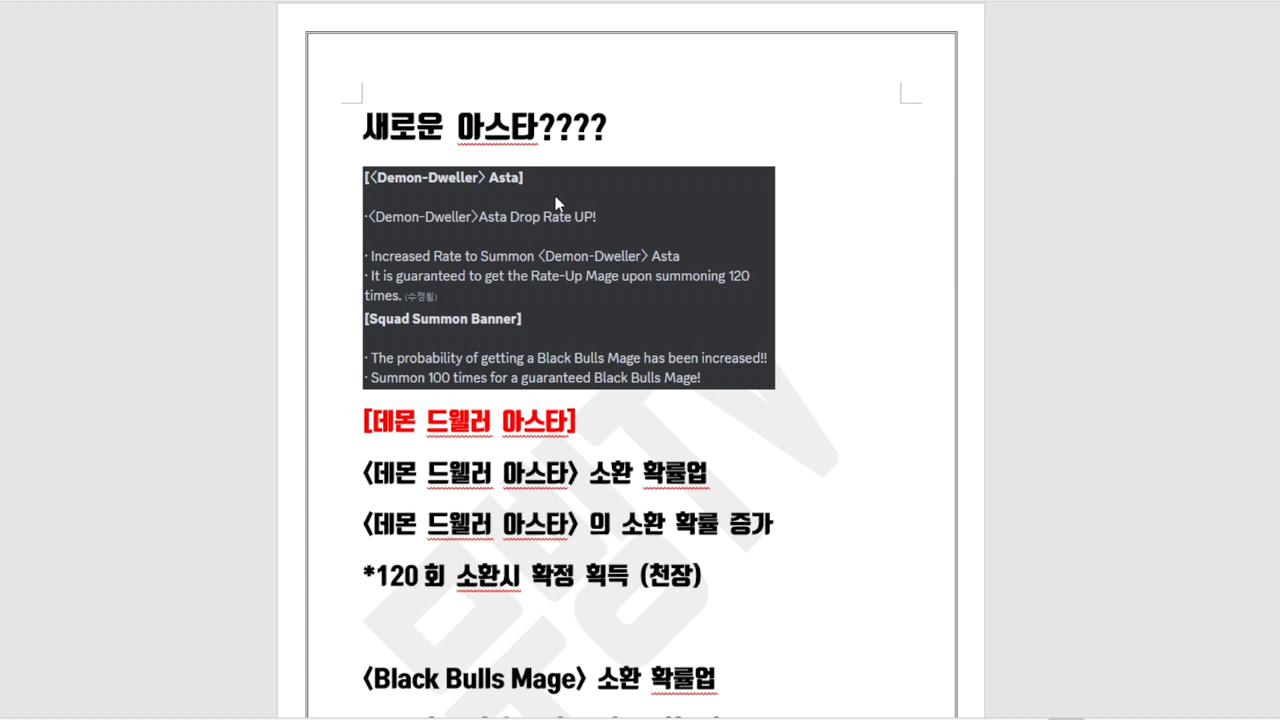 새로운 아스타????
[〈Demon-Dweller〉 Asta]
·〈Demon-Dweller〉Asta Drop Rate UP!
· Increased Rate to Summon 〈Demon-Dweller〉 Asta
· It is guaranteed to get the Rate-Up Mage upon summoning 120
times. (수정됨)
[Squad Summon Banner]
· The probability of getting a Black Bulls Mage has been increased!!
· Summon 100 times for a guaranteed Black Bulls Mage!
[데몬 드웰러 아스타]
〈데몬 드웰러 아스타〉 소환 확률업
〈데몬 드웰러 아스타〉 의 소환 확률 증가
*120회 소환시 확정 획득 (천장)
〈Black Bulls Mage〉 소환 확률업